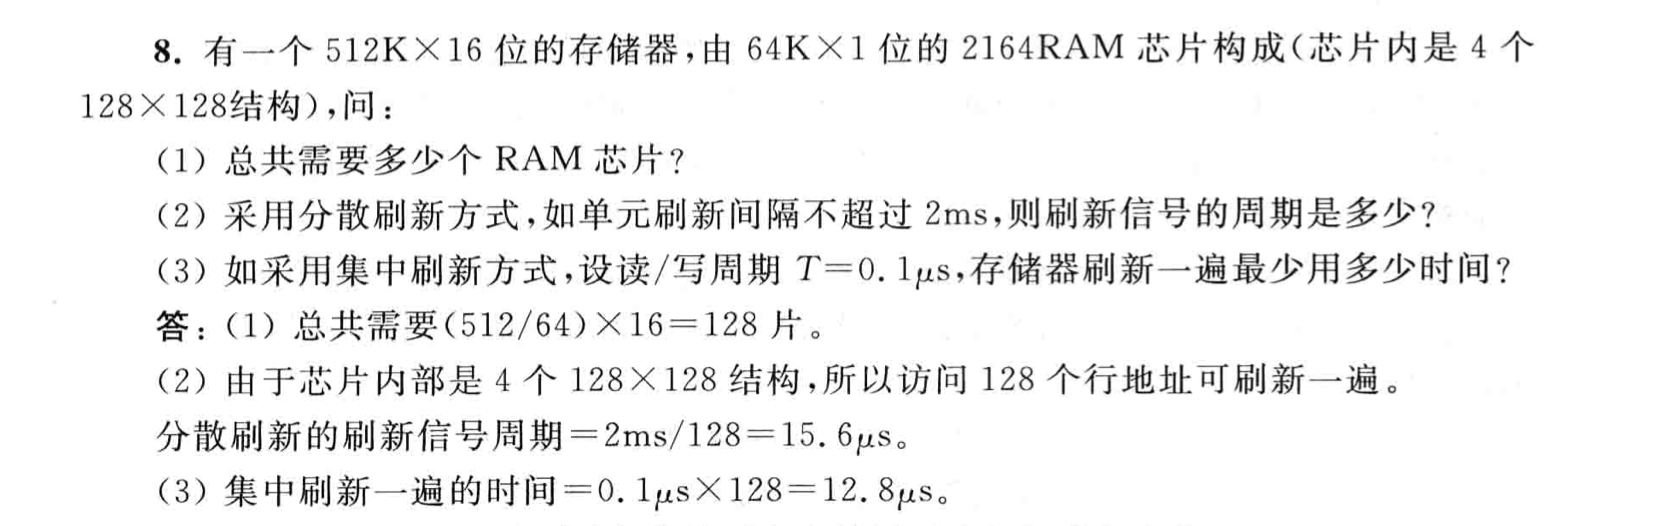 8. 有一个 512K×16 位的存储器,由 64K×1 位的 2164RAM 芯片构成(芯片内是 4 个
128×128结构),问:
(1) 总共需要多少个 RAM 芯片?
(2) 采用分散刷新方式,如单元刷新间隔不超过 2ms,则刷新信号的周期是多少?
(3) 如采用集中刷新方式,设读/写周期 T=0.1μs,存储器刷新一遍最少用多少时间?
答:(1) 总共需要(512/64)×16=128 片。
(2) 由于芯片内部是 4 个 128×128 结构,所以访问 128 个行地址可刷新一遍。
分散刷新的刷新信号周期=2ms/128=15.6μs。
(3) 集中刷新一遍的时间=0.1μs×128=12.8μs。